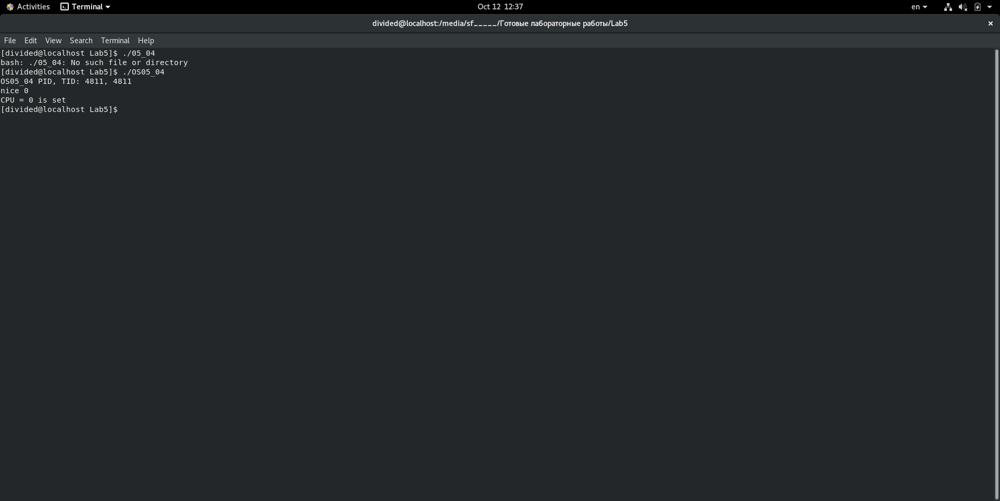 Activities Terminal Oct 12 12:37 en
divided@localhost:/media/sf_____/Готовые лабораторные работы/Lab5
File Edit View Search Terminal Help
[divided@localhost Lab5]$ ./05_04
bash: ./05_04: No such file or directory
[divided@localhost Lab5]$ ./OS05_04
OS05_04 PID, TID: 4811, 4811
nice 0
CPU = 0 is set
[divided@localhost Lab5]$